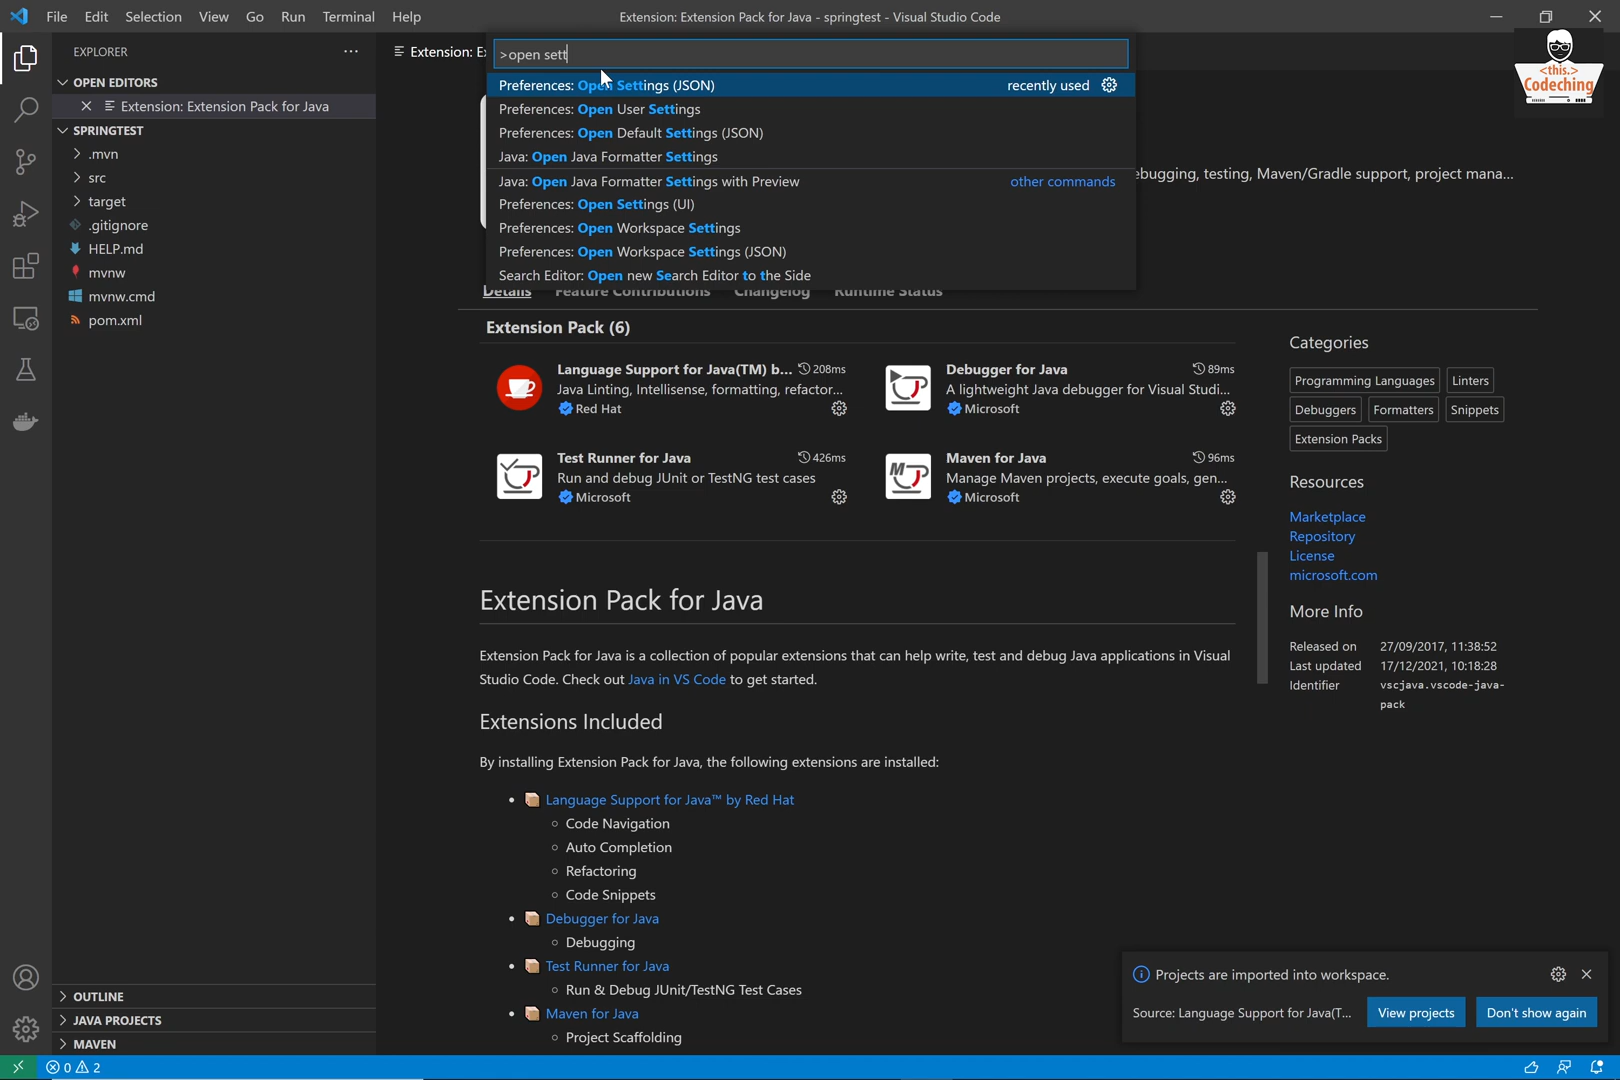 File Edit Selection View Go Run Terminal Help
Extension: Extension Pack for Java - springtest - Visual Studio Code
EXPLORER
OPEN EDITORS
Extension: Extension Pack for Java
SPRINGTEST
.mvn
src
target
.gitignore
HELP.md
mvnw
mvnw.cmd
pom.xml
OUTLINE
JAVA PROJECTS
MAVEN
0 2
Extension: E
>open sett
Preferences: Open Settings (JSON) recently used
Preferences: Open User Settings
Preferences: Open Default Settings (JSON)
Java: Open Java Formatter Settings
Java: Open Java Formatter Settings with Preview other commands
Preferences: Open Settings (UI)
Preferences: Open Workspace Settings
Preferences: Open Workspace Settings (JSON)
Search Editor: Open new Search Editor to the Side
<this.>
Codeching
ebugging, testing, Maven/Gradle support, project mana...
Details Feature Contributions Changelog Runtime Status
Extension Pack (6)
Language Support for Java(TM) b... 208ms
Java Linting, Intellisense, formatting, refactor...
Red Hat
Debugger for Java 89ms
A lightweight Java debugger for Visual Studi...
Microsoft
Test Runner for Java 426ms
Run and debug JUnit or TestNG test cases
Microsoft
Maven for Java 96ms
Manage Maven projects, execute goals, gen...
Microsoft
Extension Pack for Java
Extension Pack for Java is a collection of popular extensions that can help write, test and debug Java applications in Visual
Studio Code. Check out Java in VS Code to get started.
Extensions Included
By installing Extension Pack for Java, the following extensions are installed:
Language Support for Java™ by Red Hat
Code Navigation
Auto Completion
Refactoring
Code Snippets
Debugger for Java
Debugging
Test Runner for Java
Run & Debug JUnit/TestNG Test Cases
Maven for Java
Project Scaffolding
Categories
Programming Languages Linters
Debuggers Formatters Snippets
Extension Packs
Resources
Marketplace
Repository
License
microsoft.com
More Info
Released on 27/09/2017, 11:38:52
Last updated 17/12/2021, 10:18:28
Identifier vscjava.vscode-java-
pack
Projects are imported into workspace.
Source: Language Support for Java(T... View projects Don't show again